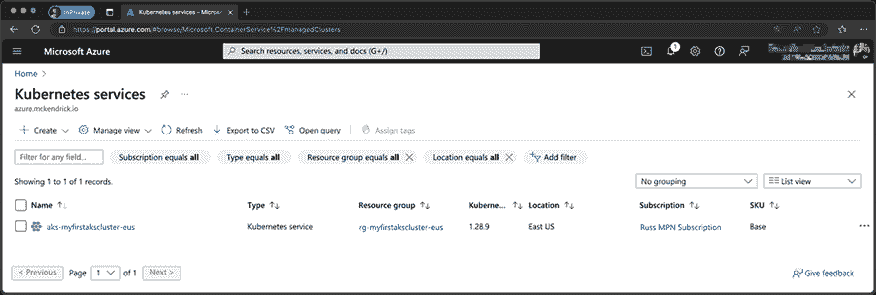 InPrivate
Kubernetes services - Microsoft
https://portal.azure.com/#browse/Microsoft.ContainerService%2FmanagedClusters
Microsoft Azure
Search resources, services, and docs (G+/)
1
Home
Kubernetes services
azure.mckendrick.io
Create
Manage view
Refresh
Export to CSV
Open query
Assign tags
Filter for any field...
Subscription equals all
Type equals all
Resource group equals all
Location equals all
Add filter
Showing 1 to 1 of 1 records.
No grouping
List view
Name Type Resource group Kuberne... Location Subscription SKU
aks-myfirstakscluster-eus Kubernetes service rg-myfirstakscluster-eus 1.28.9 East US Russ MPN Subscription Base
< Previous Page 1 of 1 Next >
Give feedback